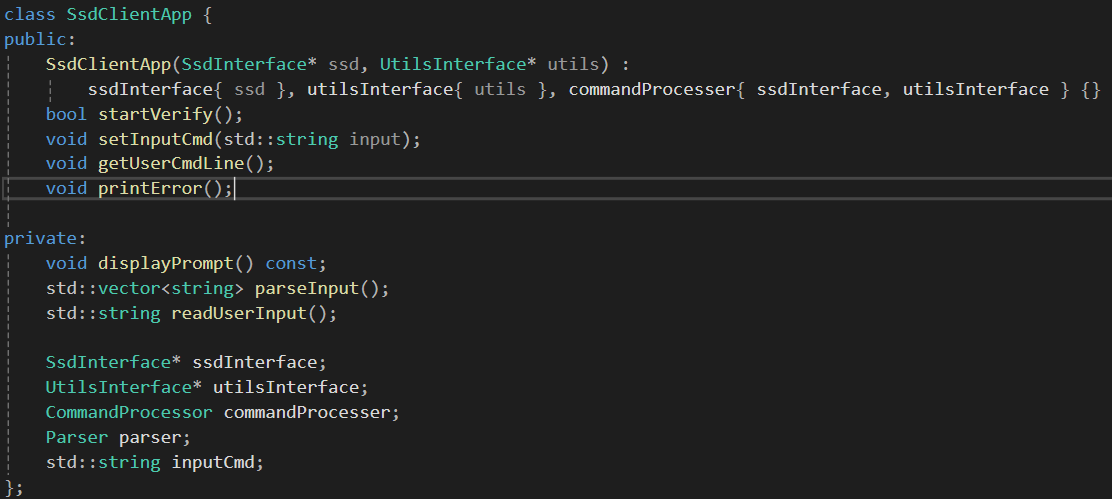 class SsdClientApp {
public:
    SsdClientApp(SsdInterface* ssd, UtilsInterface* utils) :
        ssdInterface{ ssd }, utilsInterface{ utils }, commandProcesser{ ssdInterface, utilsInterface } {}
    bool startVerify();
    void setInputCmd(std::string input);
    void getUserCmdLine();
    void printError();

private:
    void displayPrompt() const;
    std::vector<string> parseInput();
    std::string readUserInput();

    SsdInterface* ssdInterface;
    UtilsInterface* utilsInterface;
    CommandProcessor commandProcesser;
    Parser parser;
    std::string inputCmd;
};